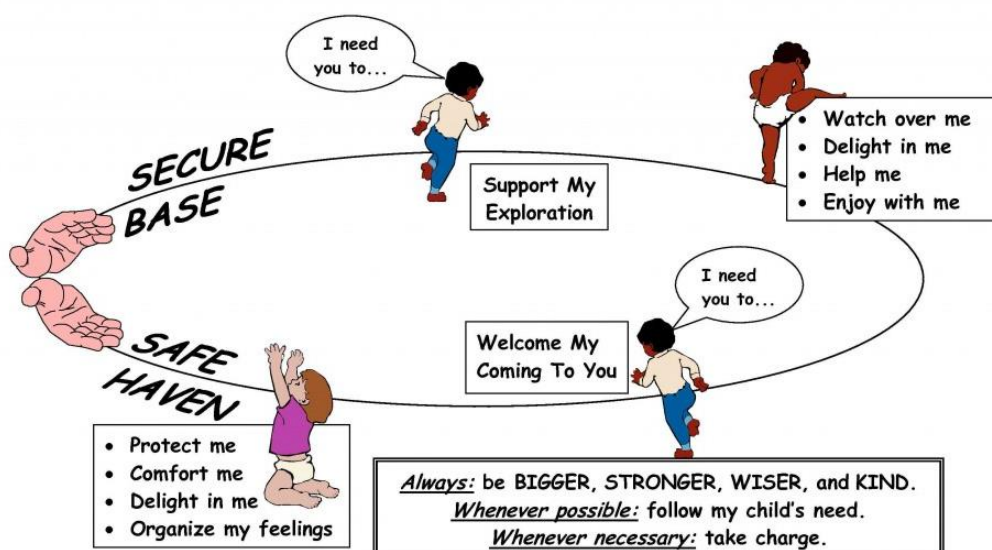 I need
you to...
SECURE
BASE
Support My
Exploration
• Watch over me
• Delight in me
• Help me
• Enjoy with me
I need
you to...
Welcome My
Coming To You
SAFE
HAVEN
• Protect me
• Comfort me
• Delight in me
• Organize my feelings
Always: be BIGGER, STRONGER, WISER, and KIND.
Whenever possible: follow my child's need.
Whenever necessary: take charge.